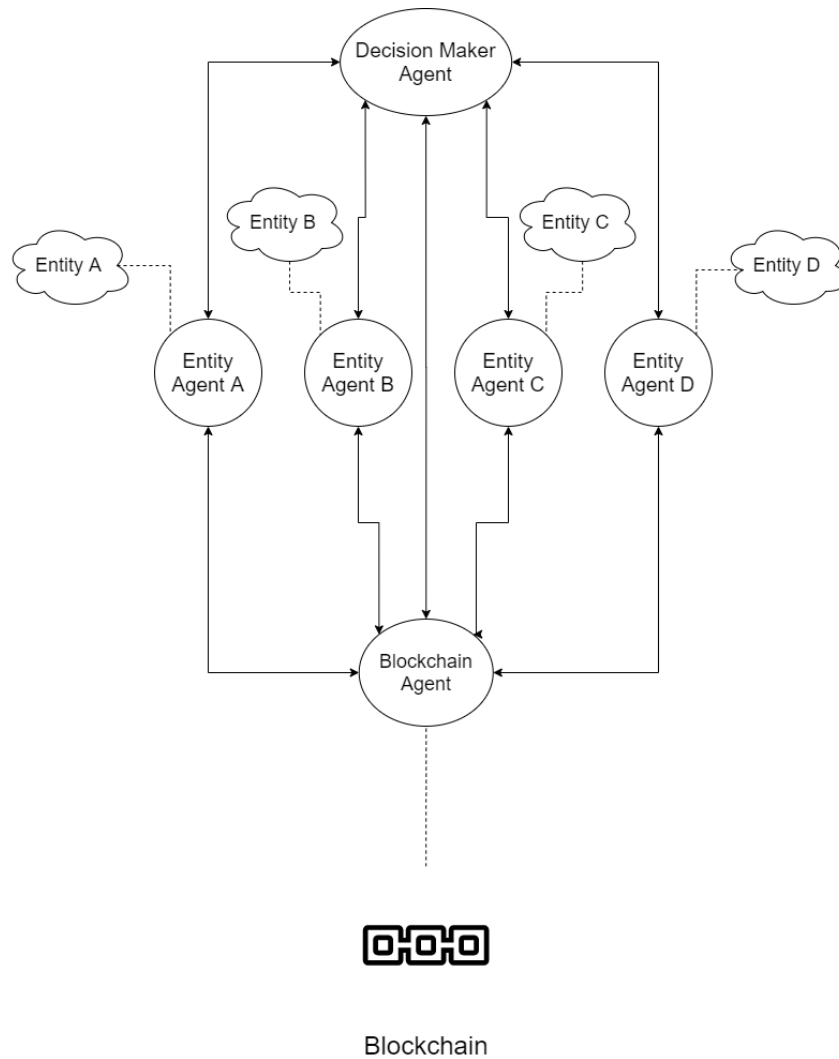 Decision Maker
Agent
Entity B
Entity C
Entity A
Entity D
Entity
Agent A
Entity
Agent B
Entity
Agent C
Entity
Agent D
Blockchain
Agent
Blockchain